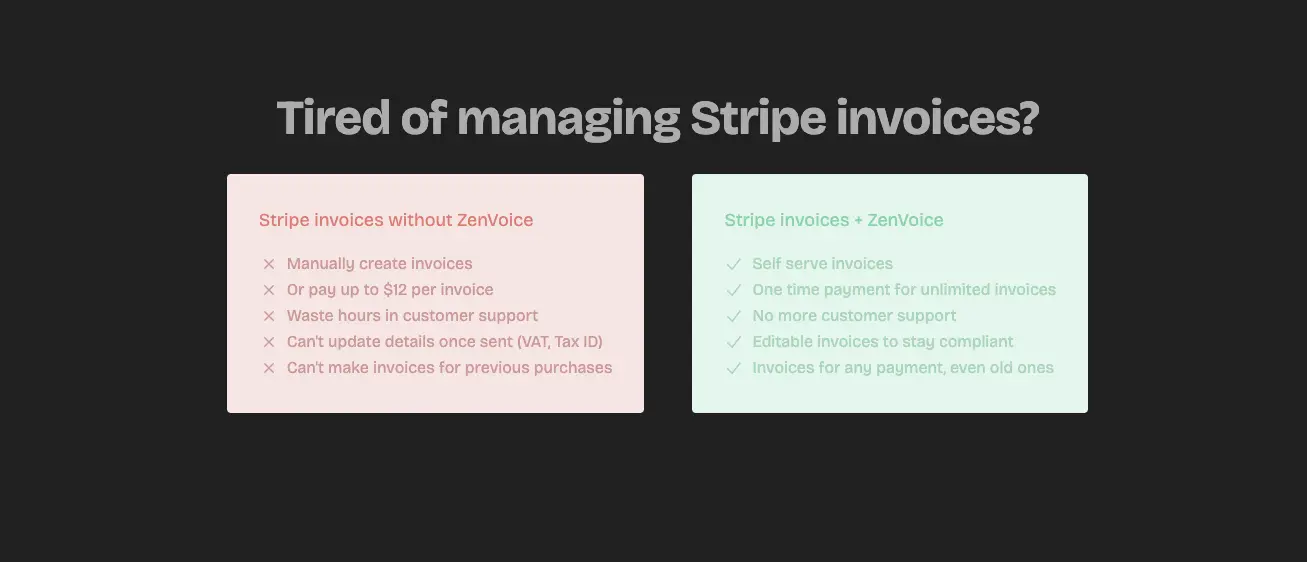 Tired of managing Stripe invoices?
Stripe invoices without ZenVoice
Manually create invoices
Or pay up to $12 per invoice
Waste hours in customer support
Can't update details once sent (VAT, Tax ID)
Can't make invoices for previous purchases
Stripe invoices + ZenVoice
Self serve invoices
One time payment for unlimited invoices
No more customer support
Editable invoices to stay compliant
Invoices for any payment, even old ones